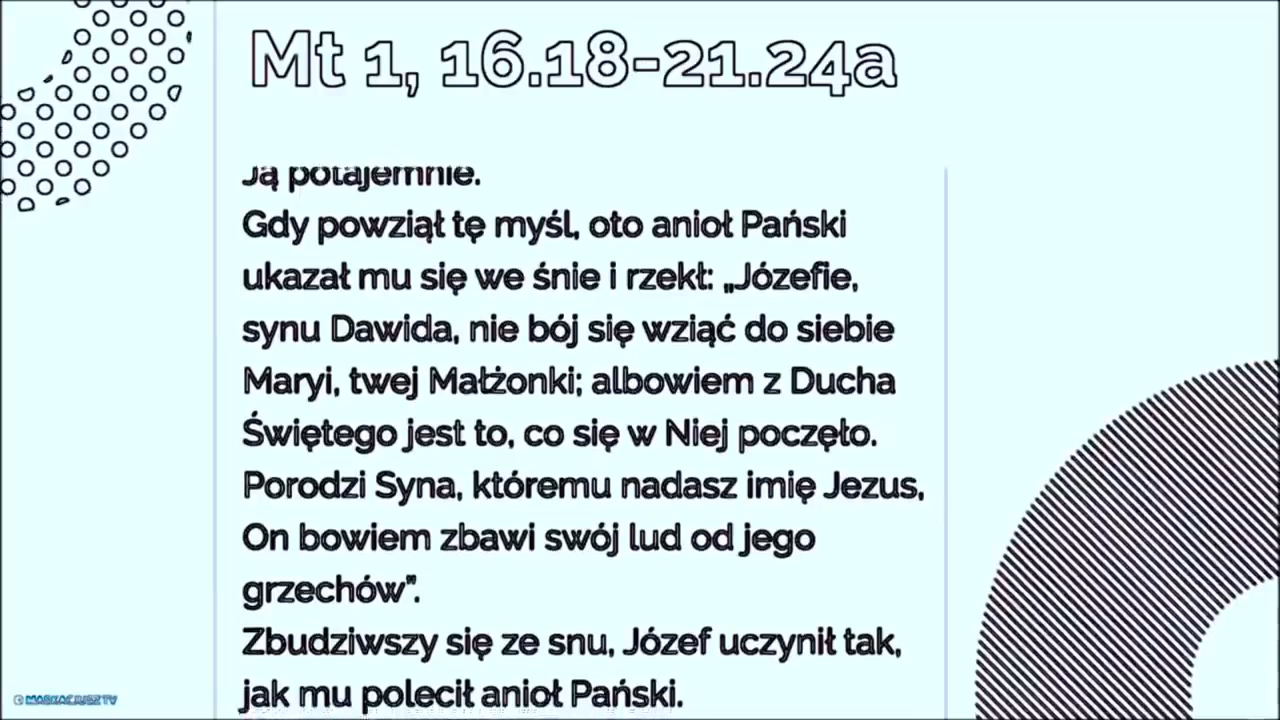 Mt 1, 16.18-21.24a
Ją potajemnie.
Gdy powziął tę myśl, oto anioł Pański
ukazał mu się we śnie i rzekł: „Józefie,
synu Dawida, nie bój się wziąć do siebie
Maryi, twej Małżonki; albowiem z Ducha
Świętego jest to, co się w Niej poczęło.
Porodzi Syna, któremu nadasz imię Jezus,
On bowiem zbawi swój lud od jego
grzechów”.
Zbudziwszy się ze snu, Józef uczynił tak,
jak mu polecił anioł Pański.